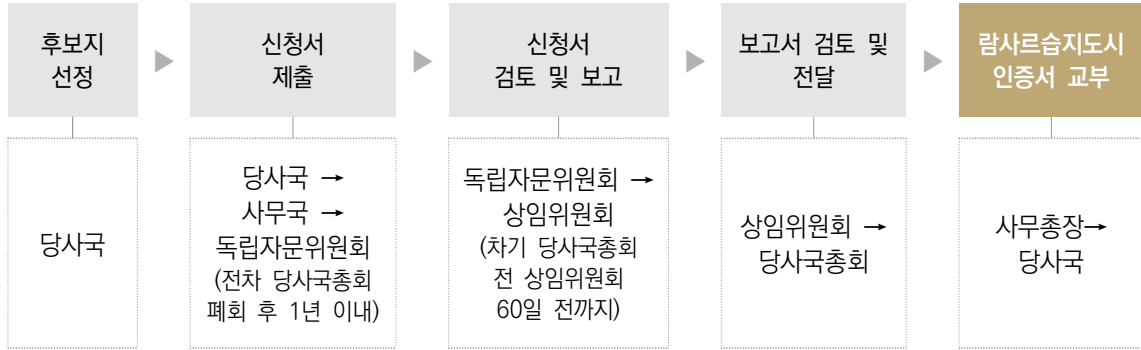 후보지
선정
신청서
제출
신청서
검토 및 보고
보고서 검토 및
전달
람사르습지도시
인증서 교부
당사국
당사국 →
사무국 →
독립자문위원회
(전차 당사국총회
폐회 후 1년 이내)
독립자문위원회 →
상임위원회
(차기 당사국총회
전 상임위원회
60일 전까지)
상임위원회 →
당사국총회
사무총장→
당사국